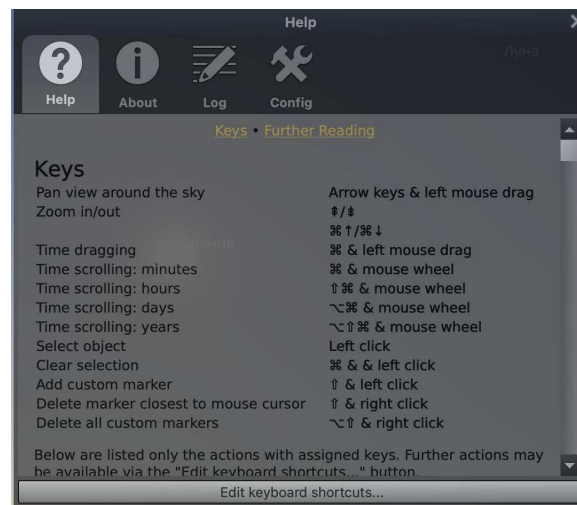 Help
Луна
Help
About
Log
Config
Keys • Further Reading
Keys
Pan view around the sky Arrow keys & left mouse drag
Zoom in/out ⇞/⇟
⌘↑/⌘↓
Time dragging ⌘ & left mouse drag
Time scrolling: minutes ⌘ & mouse wheel
Time scrolling: hours ⇧⌘ & mouse wheel
Time scrolling: days ⌥⌘ & mouse wheel
Time scrolling: years ⌥⇧⌘ & mouse wheel
Select object Left click
Clear selection ⌘ & & left click
Add custom marker ⇧ & left click
Delete marker closest to mouse cursor ⇧ & right click
Delete all custom markers ⌥⇧ & right click
Below are listed only the actions with assigned keys. Further actions may
be available via the "Edit keyboard shortcuts..." button.
Edit keyboard shortcuts...